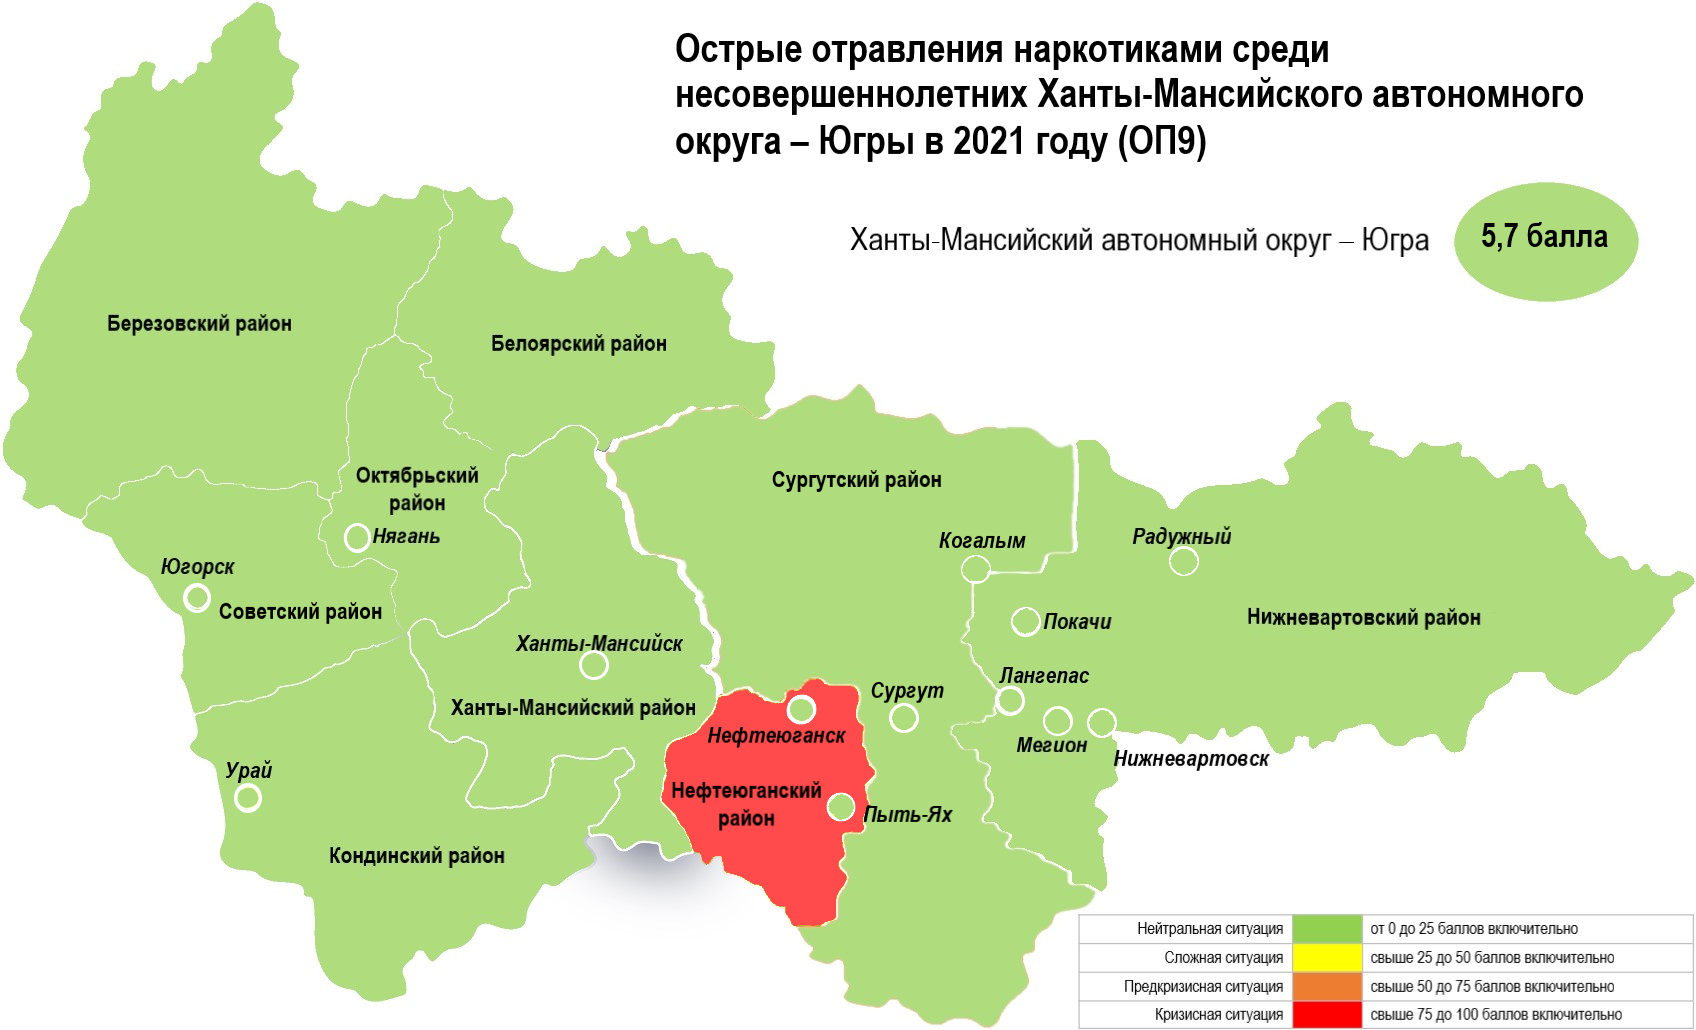 Острые отравления наркотиками среди
несовершеннолетних Ханты-Мансийского автономного
округа – Югры в 2021 году (ОП9)
Ханты-Мансийский автономный округ – Югра
5,7 балла
Березовский район
Белоярский район
Октябрьский
район
Нягань
Сургутский район
Когалым
Радужный
Югорск
Советский район
Покачи
Нижневартовский район
Ханты-Мансийск
Лангепас
Сургут
Ханты-Мансийский район
Нефтеюганск
Мегион
Нижневартовск
Урай
Нефтеюганский
район
Пыть-Ях
Кондинский район
Нейтральная ситуация от 0 до 25 баллов включительно
Сложная ситуация свыше 25 до 50 баллов включительно
Предкризисная ситуация свыше 50 до 75 баллов включительно
Кризисная ситуация свыше 75 до 100 баллов включительно